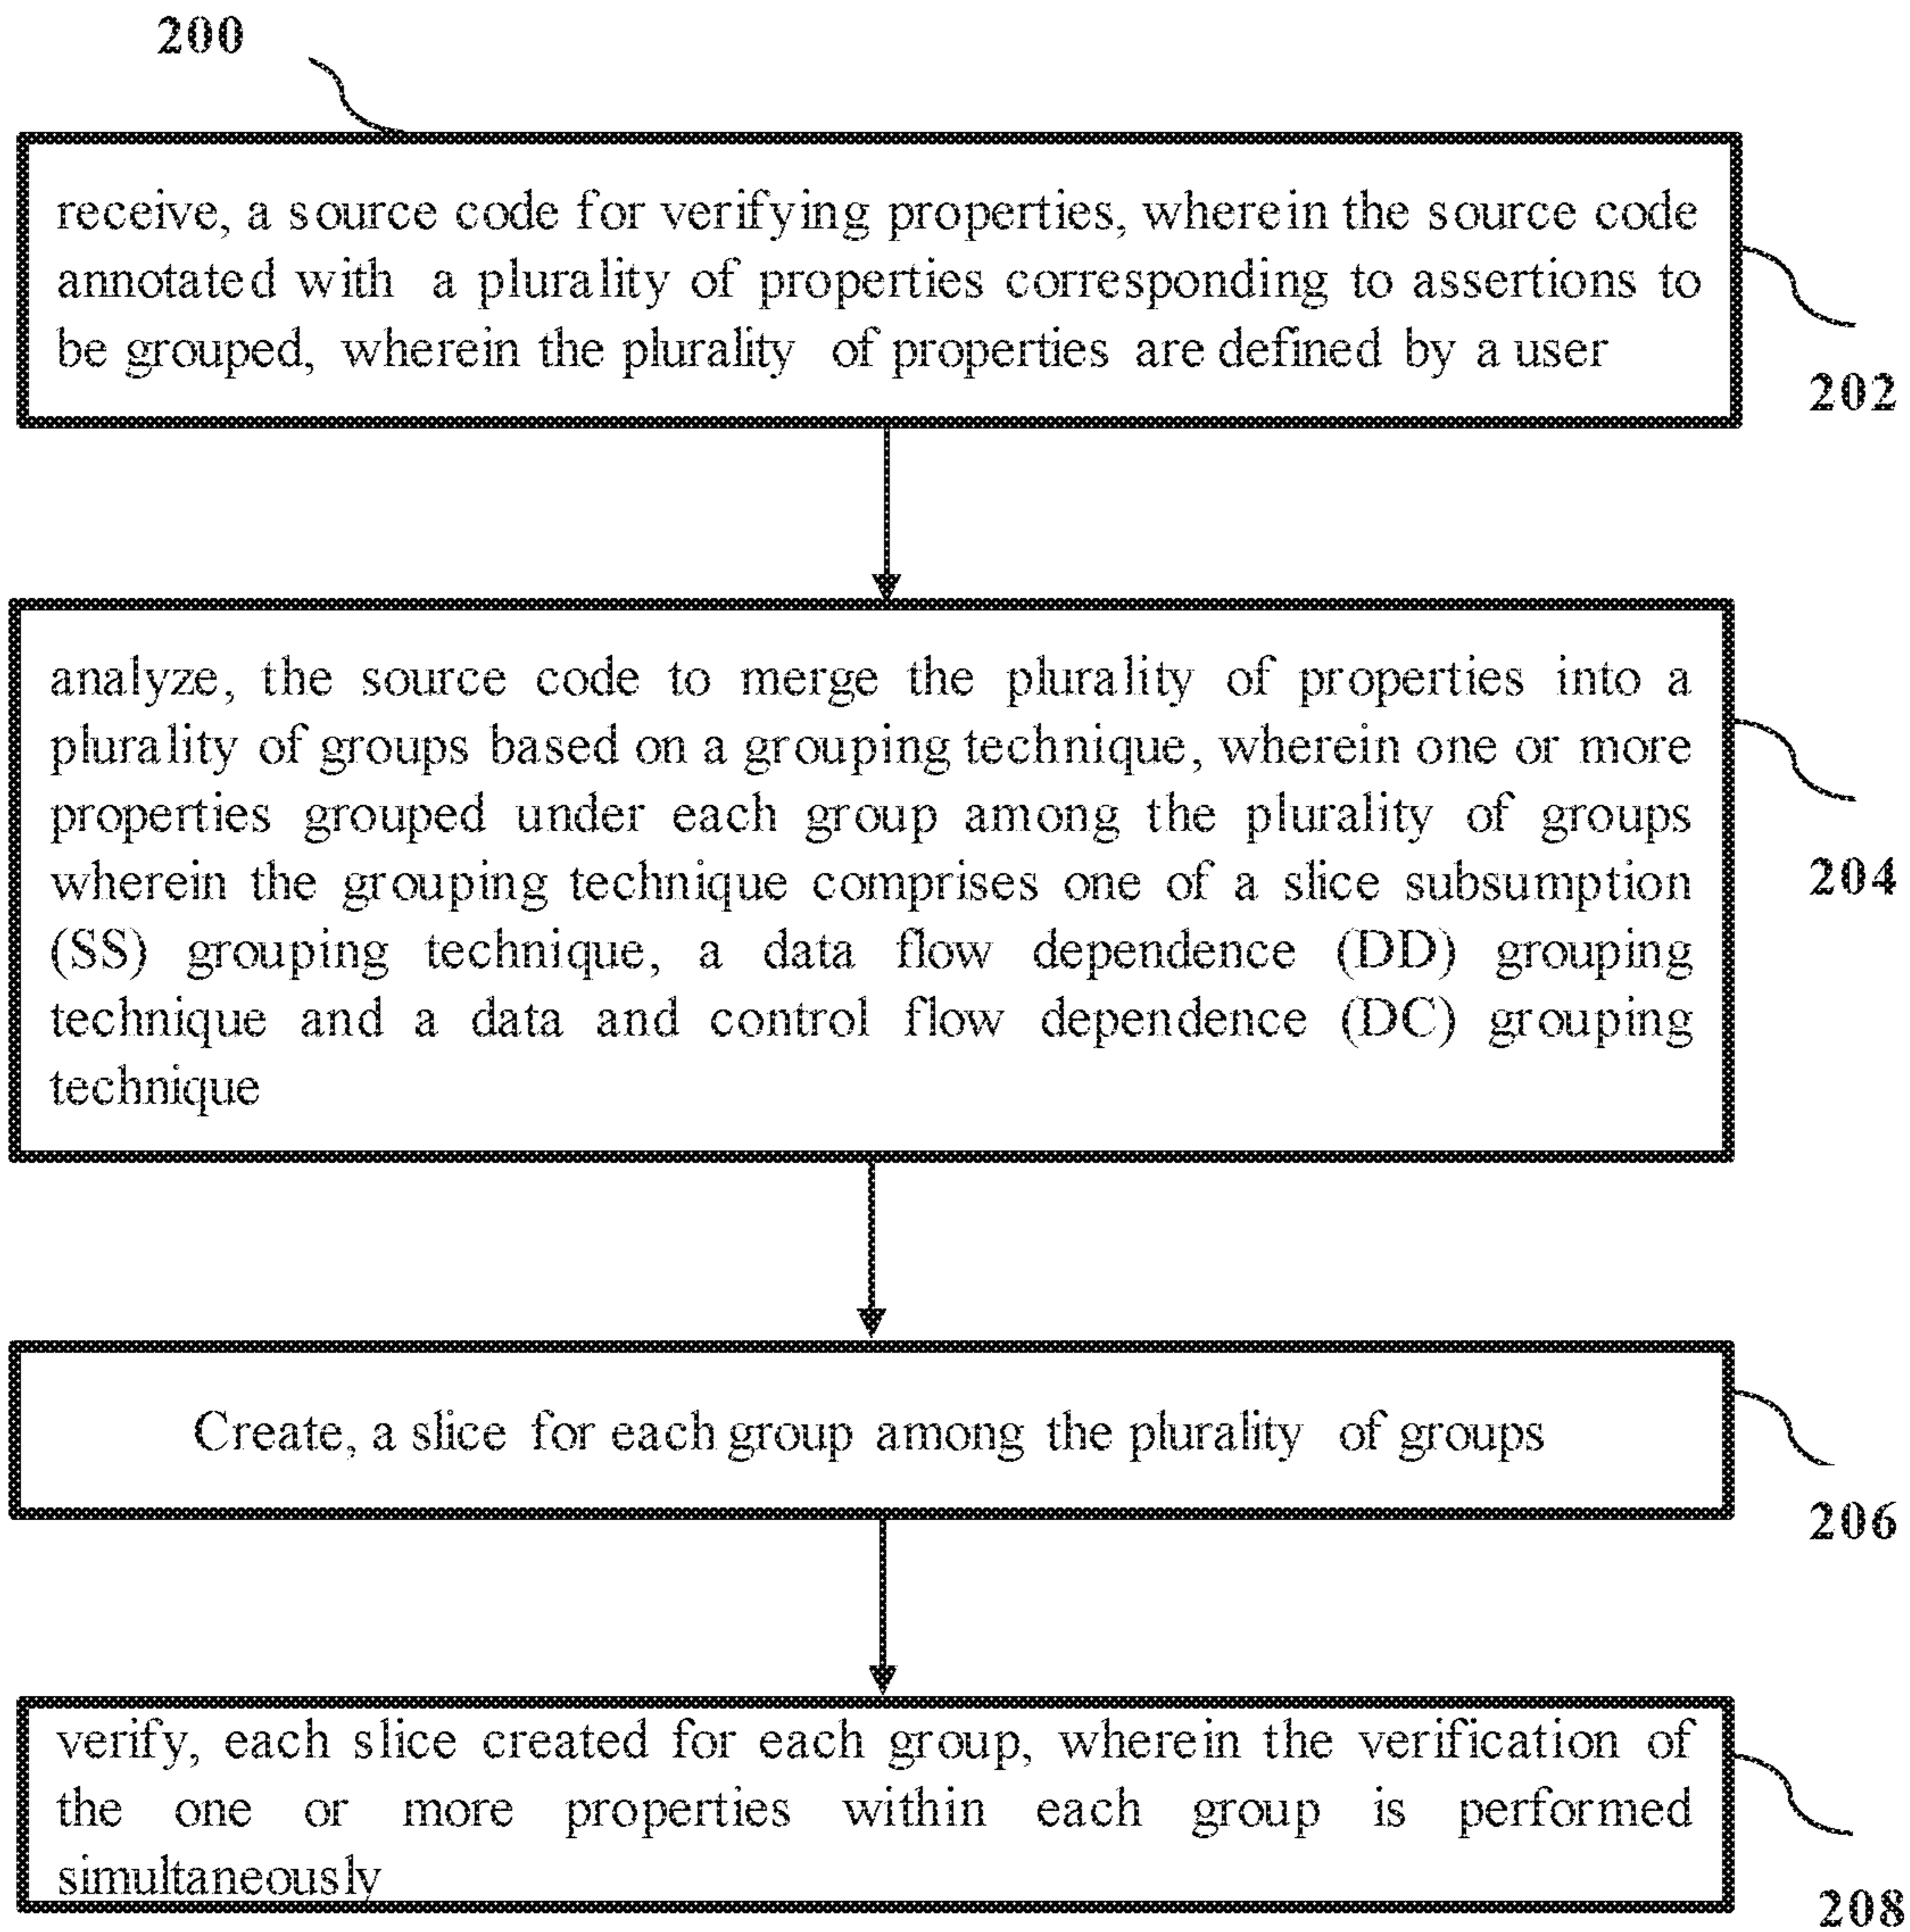 200
receive, a source code for verifying properties, wherein the source code
annotated with a plurality of properties corresponding to assertions to
be grouped, wherein the plurality of properties are defined by a user
202
analyze, the source code to merge the plurality of properties into a
plurality of groups based on a grouping technique, wherein one or more
properties grouped under each group among the plurality of groups
wherein the grouping technique comprises one of a slice subsumption
(SS) grouping technique, a data flow dependence (DD) grouping
technique and a data and control flow dependence (DC) grouping
technique
204
Create, a slice for each group among the plurality of groups
206
verify, each slice created for each group, wherein the verification of
the one or more properties within each group is performed
simultaneously
208